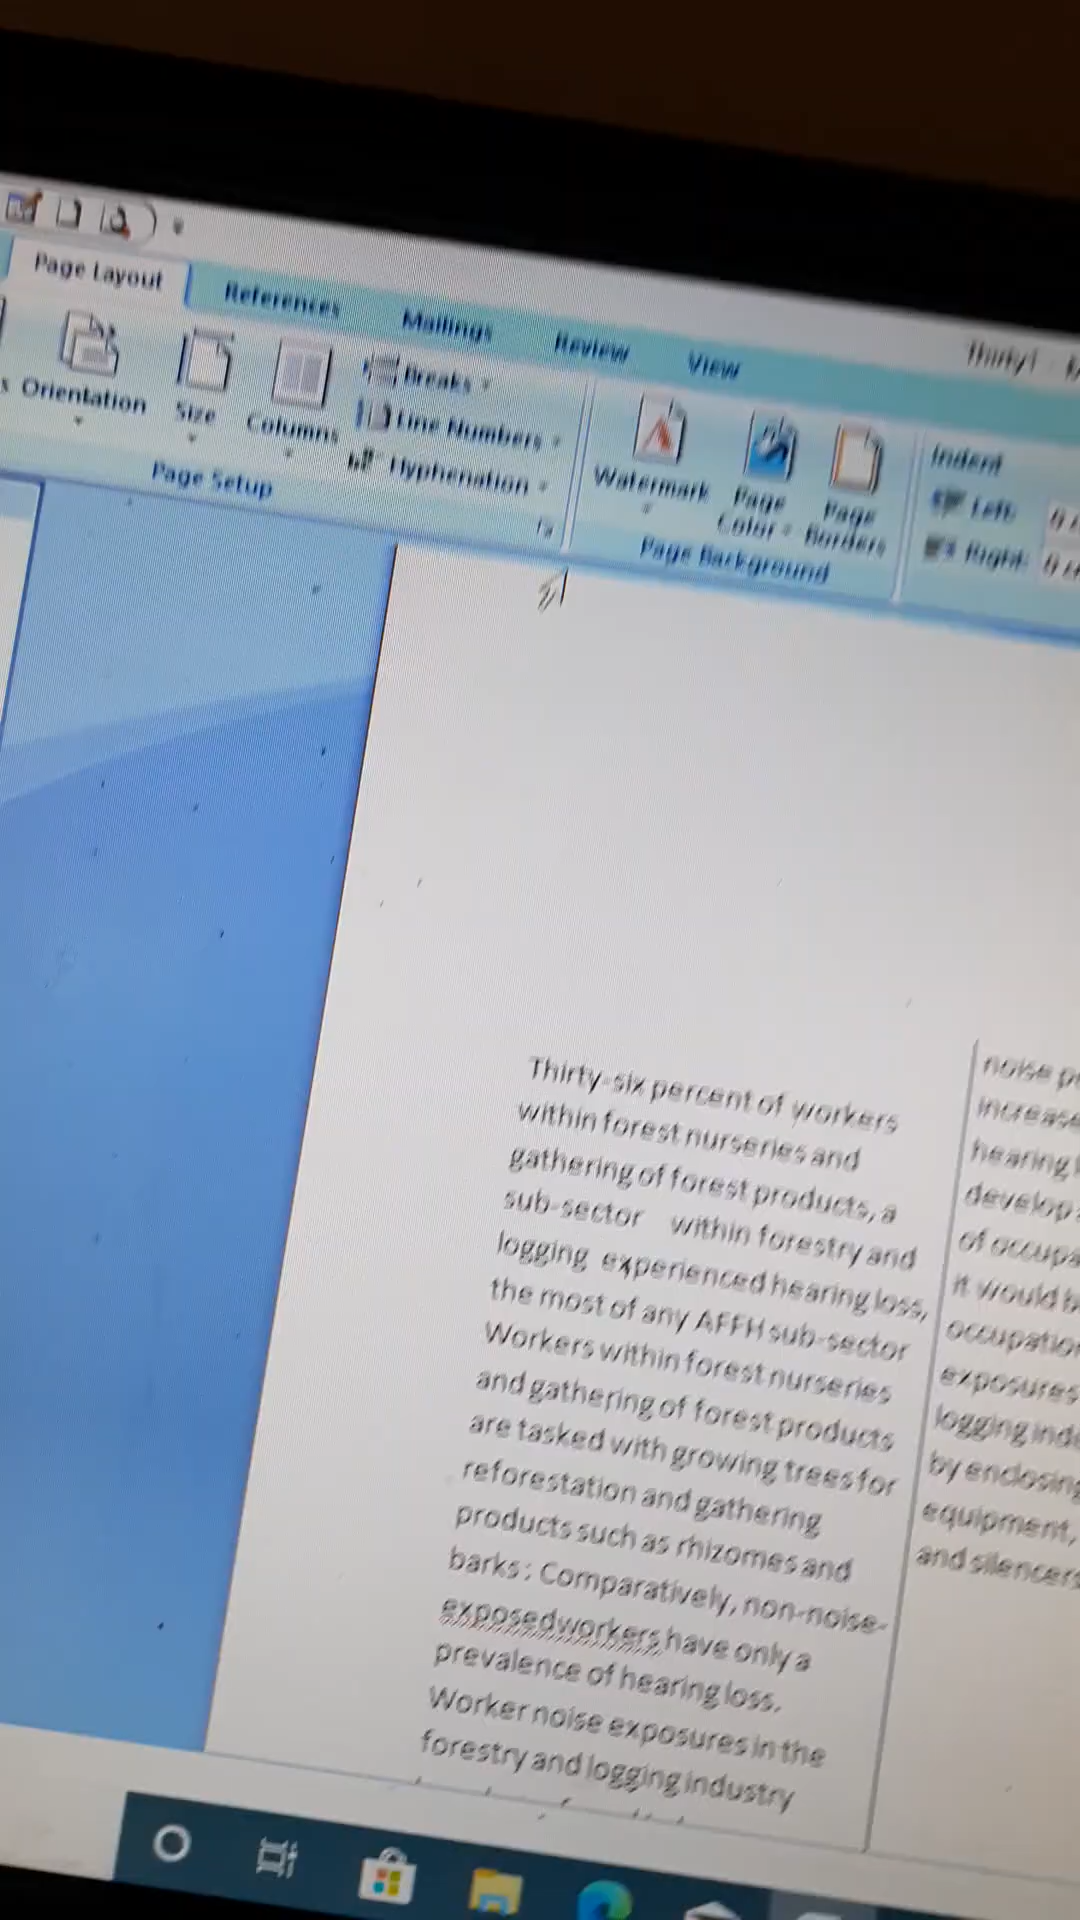 Page Layout References Mailings Review View
Orientation Size Columns Breaks
Line Numbers
Hyphenation
Page Setup
Watermark Page Color Page Borders
Page Background
Indent
Left:
Right:
Thirty-six percent of workers
within forest nurseries and
gathering of forest products, a
sub-sector within forestry and
logging experienced hearing loss,
the most of any AFFH sub-sector
Workers within forest nurseries
and gathering of forest products
are tasked with growing trees for
reforestation and gathering
products such as rhizomes and
barks; Comparatively, non-noise-
exposedworkers have only a
prevalence of hearing loss.
Worker noise exposures in the
forestry and logging industry
noise
increase
hearing
develop
of
it would
exposures
logging
by enclosing
equipment,
and silencers